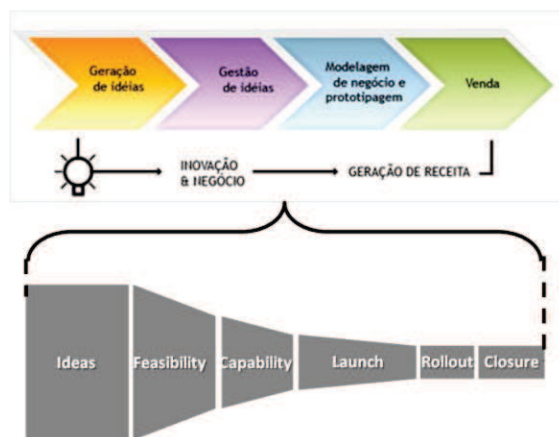 Geração
de idéias
Gestão
de idéias
Modelagem
de negócio e
prototipagem
Venda
INOVAÇÃO
& NEGÓCIO
GERAÇÃO DE RECEITA
Ideas
Feasibility
Capability
Launch
Rollout
Closure